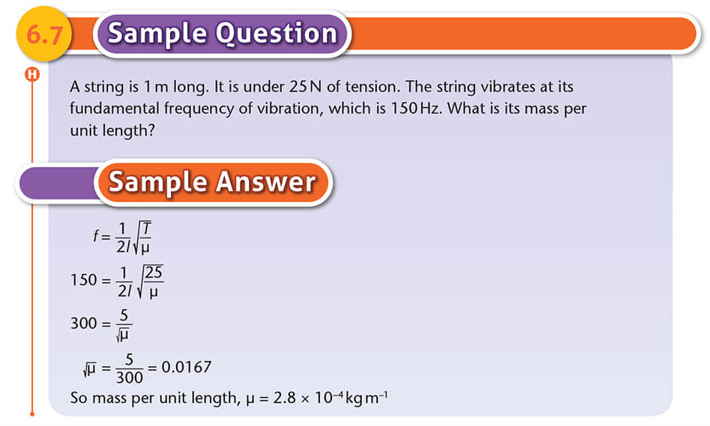 6.7 Sample Question
H
A string is 1 m long. It is under 25 N of tension. The string vibrates at its
fundamental frequency of vibration, which is 150 Hz. What is its mass per
unit length?
Sample Answer
f = 1/2l √T/μ
150 = 1/2l √25/μ
300 = 5/√μ
√μ = 5/300 = 0.0167
So mass per unit length, μ = 2.8 × 10⁻⁴ kg m⁻¹